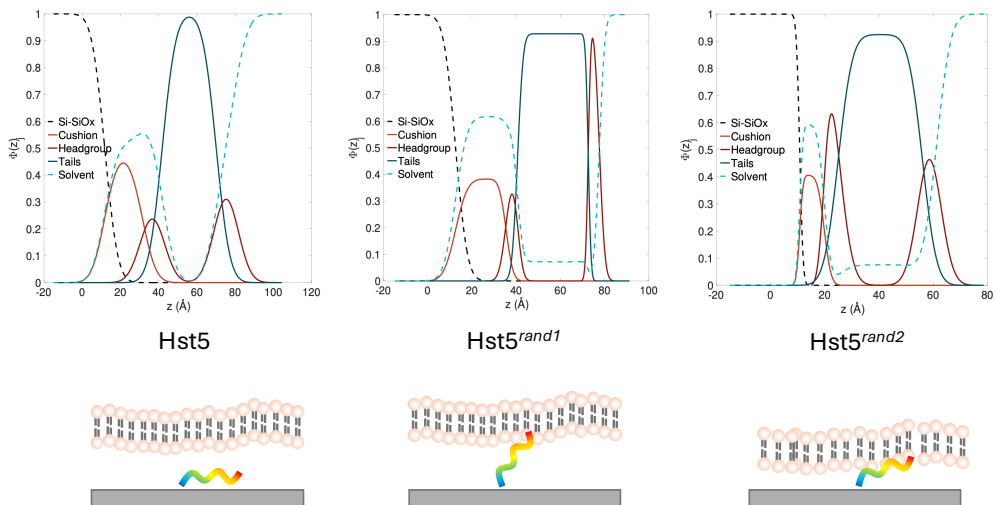 1
0.9
0.8
0.7
0.6
0.5
0.4
0.3
0.2
0.1
0
Φ(z)j
Si-SiOx
Cushion
Headgroup
Tails
Solvent
-20 0 20 40 60 80 100 120
z (Å)
Hst5
1
0.9
0.8
0.7
0.6
0.5
0.4
0.3
0.2
0.1
0
Φ(z)j
Si-SiOx
Cushion
Headgroup
Tails
Solvent
-20 0 20 40 60 80 100
z (Å)
Hst5rand1
1
0.9
0.8
0.7
0.6
0.5
0.4
0.3
0.2
0.1
0
Φ(z)j
Si-SiOx
Cushion
Headgroup
Tails
Solvent
-20 0 20 40 60 80
z (Å)
Hst5rand2